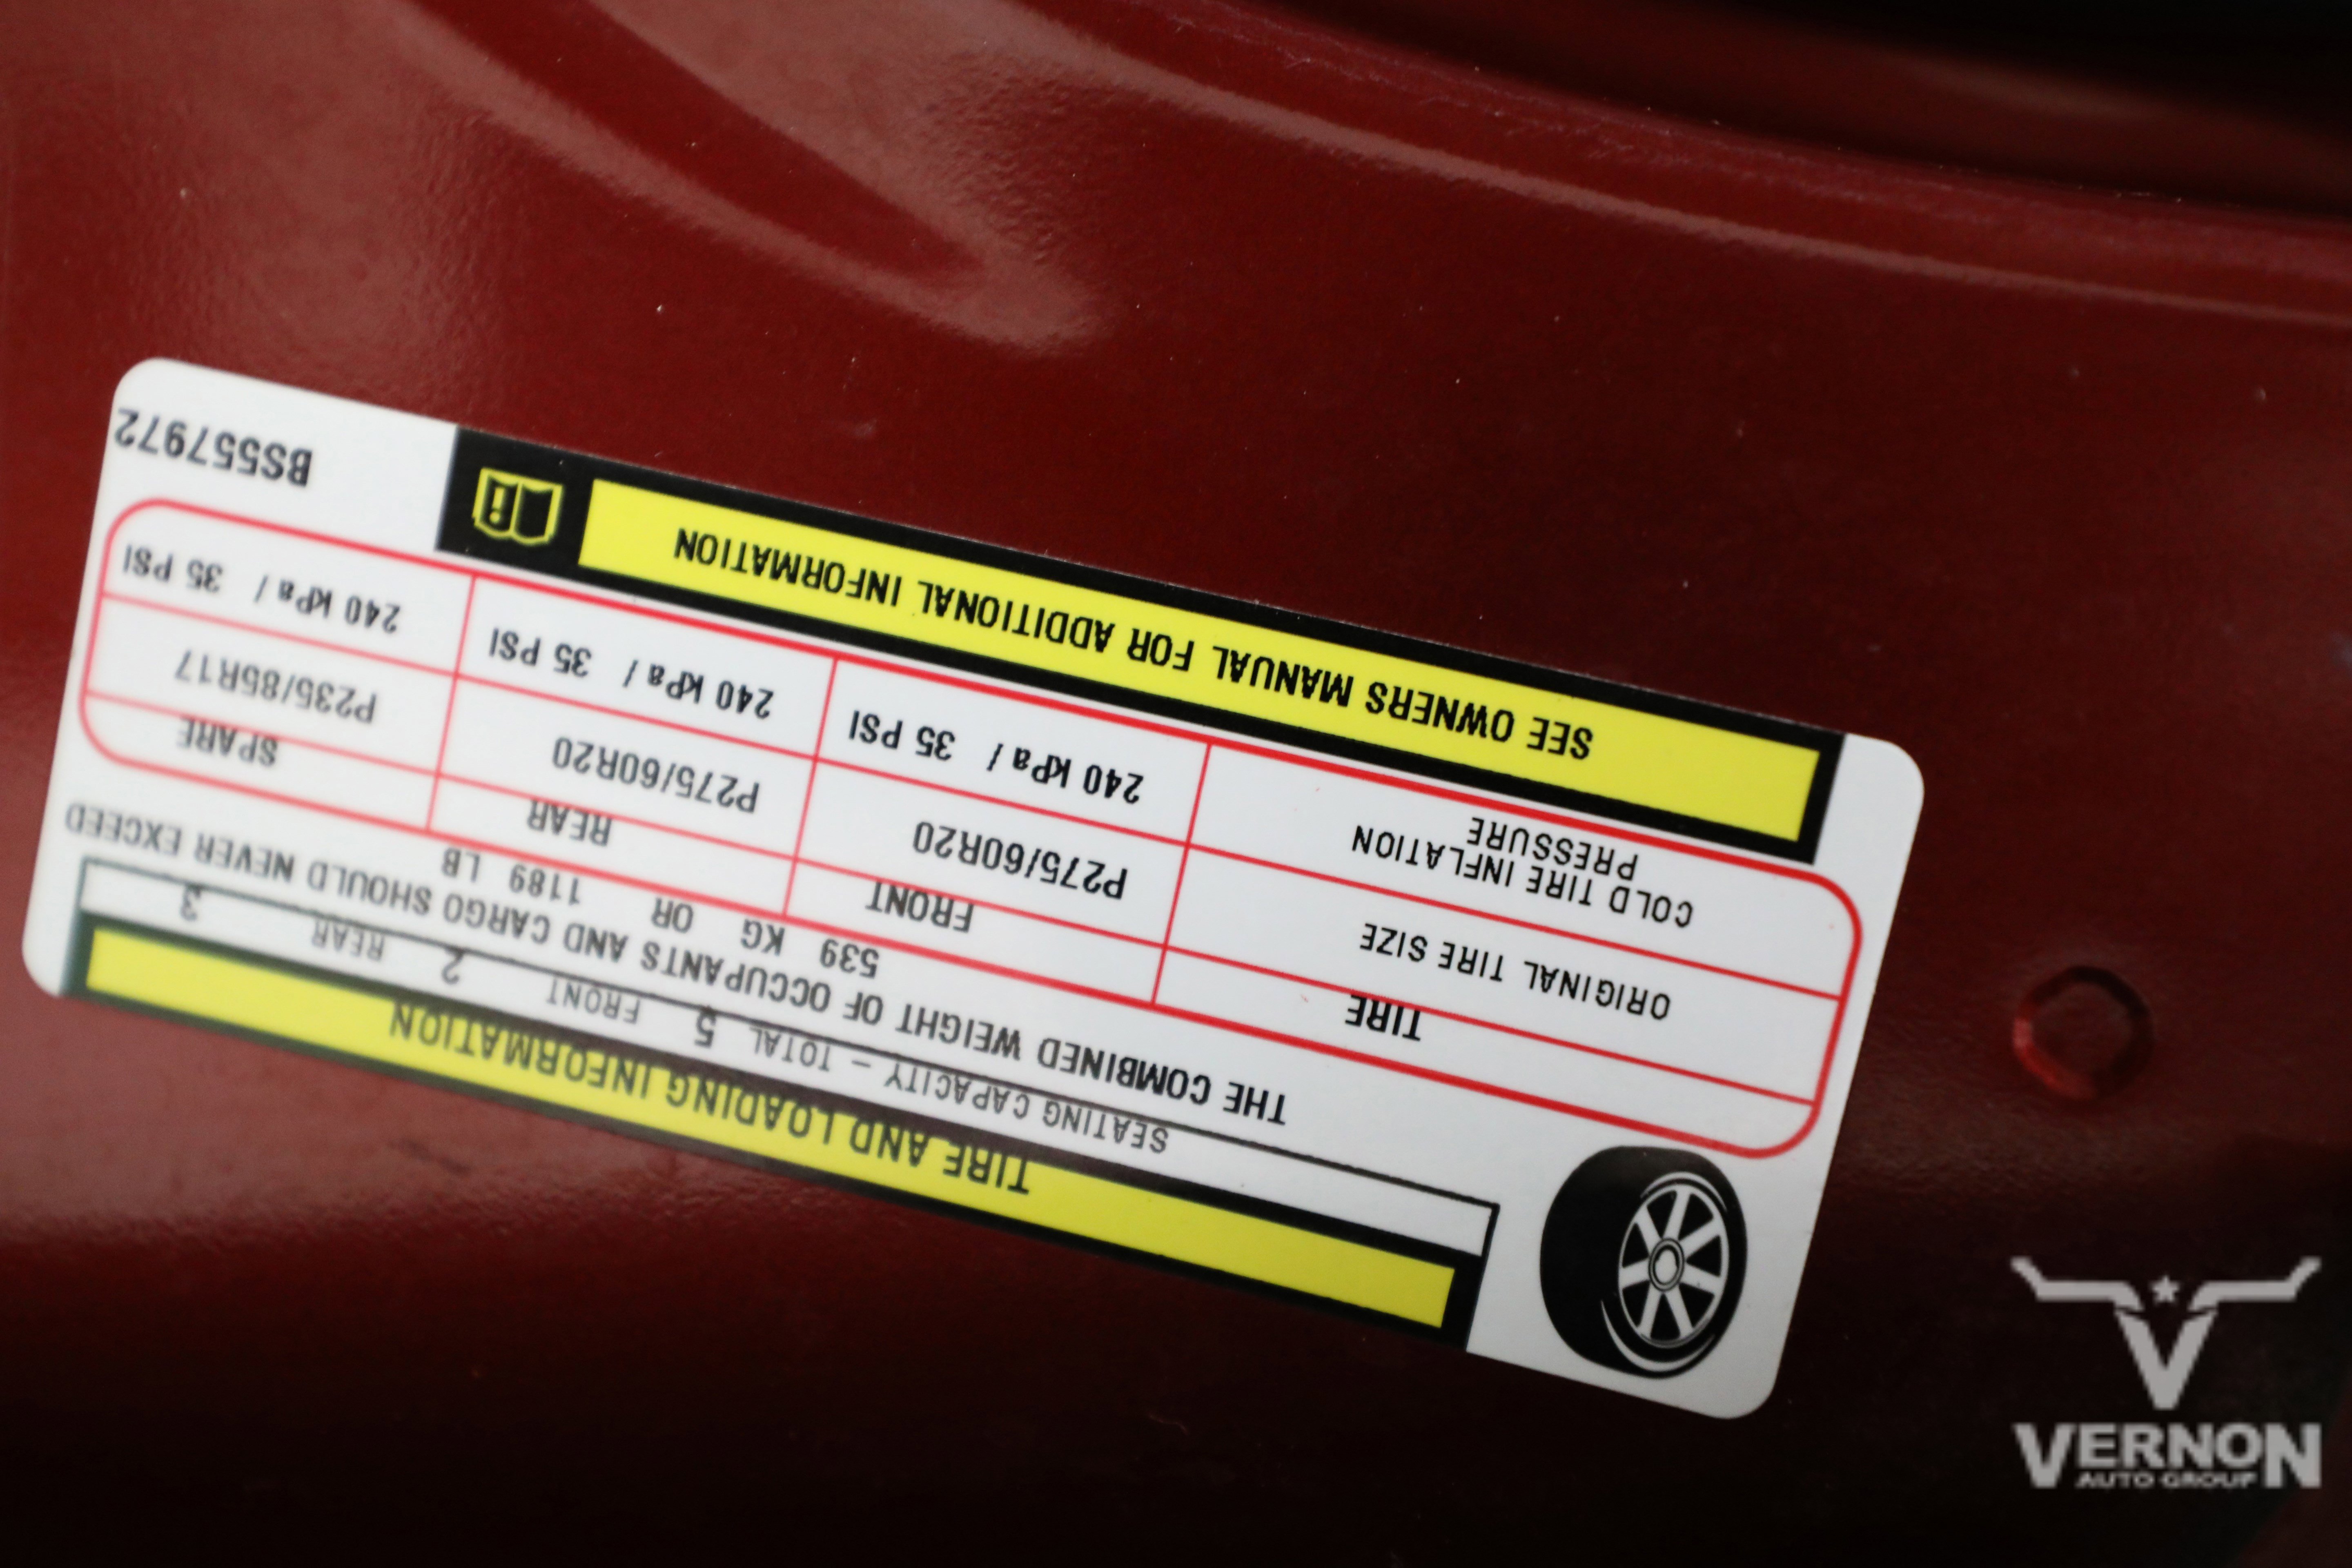 TIRE AND LOADING INFORMATION
SEATING CAPACITY – TOTAL 5 FRONT 2 REAR 3
THE COMBINED WEIGHT OF OCCUPANTS AND CARGO SHOULD NEVER EXCEED
539 KG OR 1189 LB
TIRE FRONT REAR SPARE
ORIGINAL TIRE SIZE P275/60R20 P275/60R20 P235/85R17
COLD TIRE INFLATION
PRESSURE 240 kPa / 35 PSI 240 kPa / 35 PSI 240 kPa / 35 PSI
SEE OWNERS MANUAL FOR ADDITIONAL INFORMATION
BS557972
VERNON
AUTO GROUP